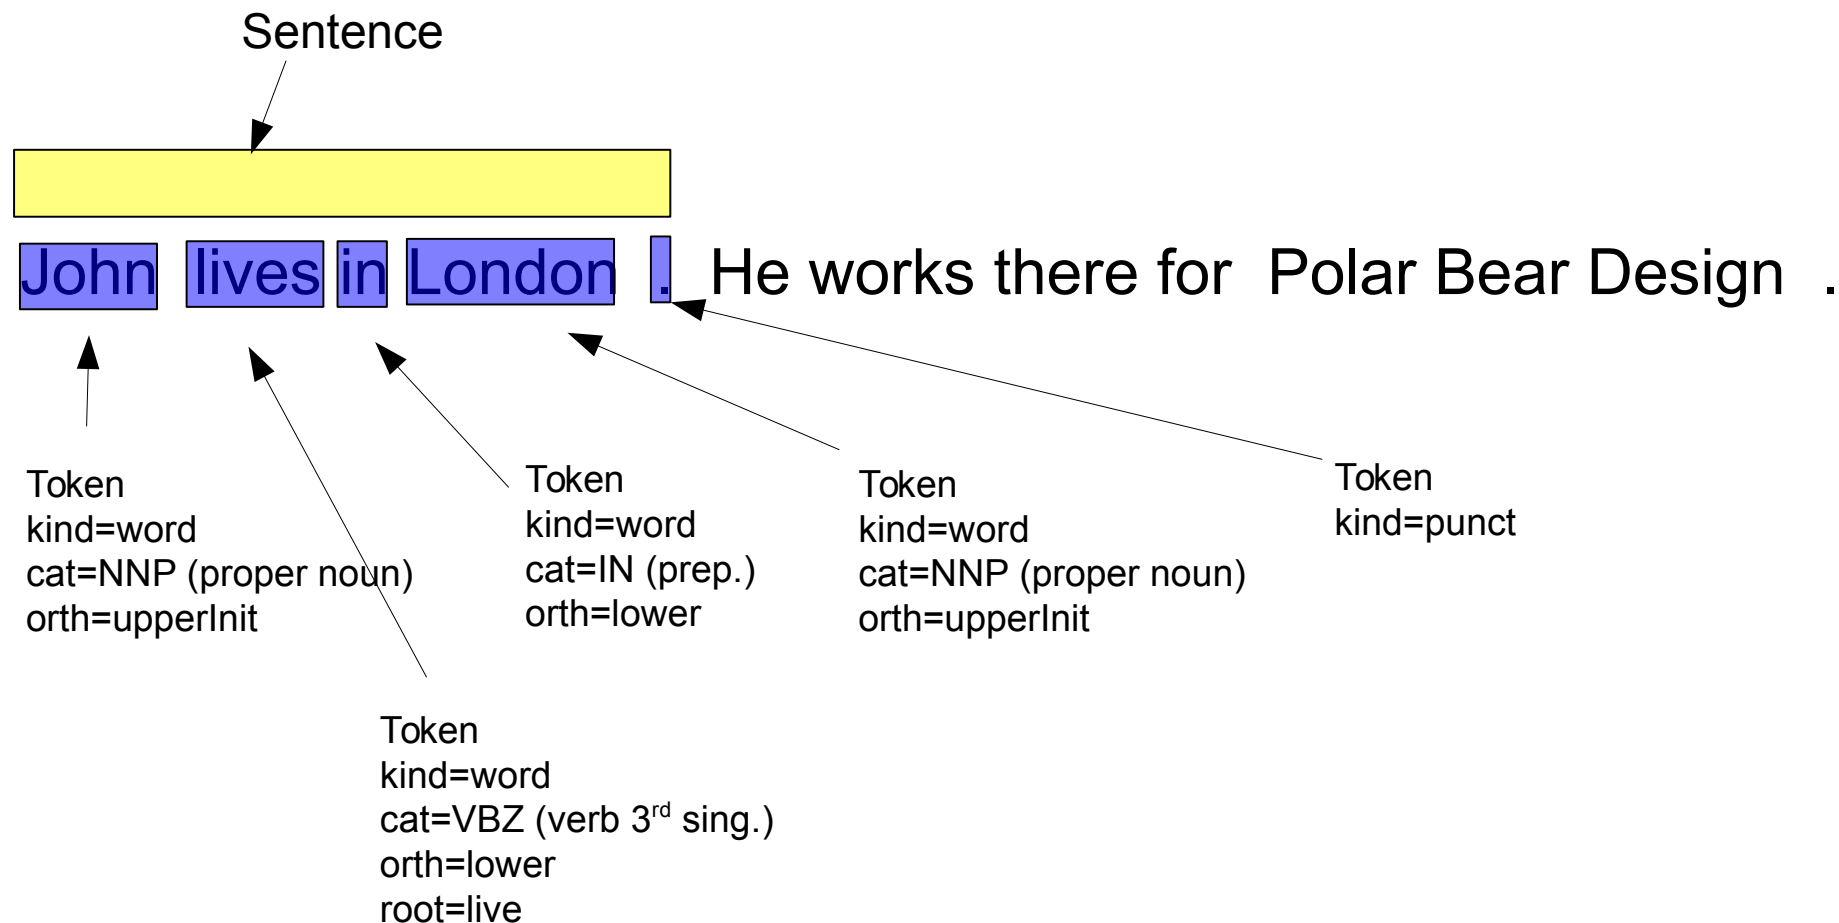 Sentence
John lives in London . He works there for Polar Bear Design .
Token
kind=word
cat=NNP (proper noun)
orth=upperInit
Token
kind=word
cat=IN (prep.)
orth=lower
Token
kind=word
cat=NNP (proper noun)
orth=upperInit
Token
kind=punct
Token
kind=word
cat=VBZ (verb 3rd sing.)
orth=lower
root=live